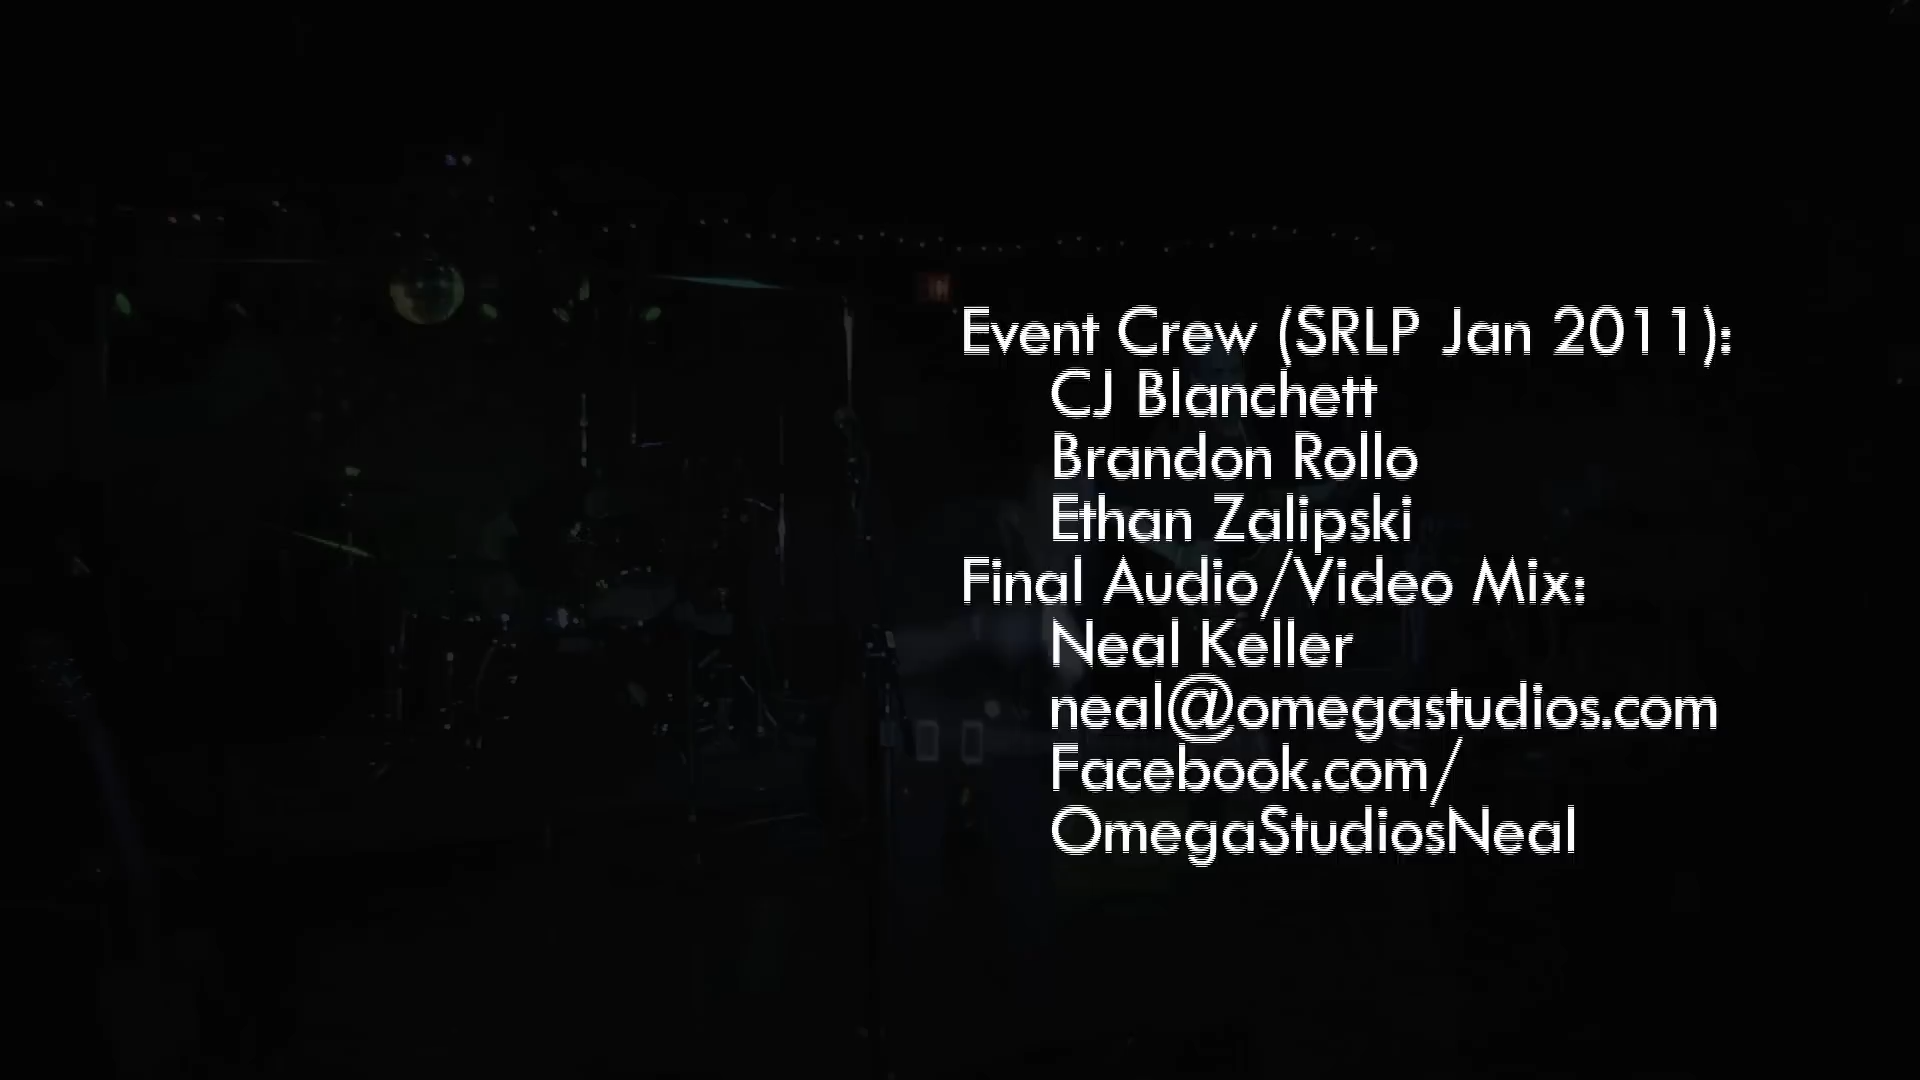 Event Crew (SRLP Jan 2011):
CJ Blanchett
Brandon Rollo
Ethan Zalipski
Final Audio/Video Mix:
Neal Keller
neal@omegastudios.com
Facebook.com/
OmegaStudiosNeal